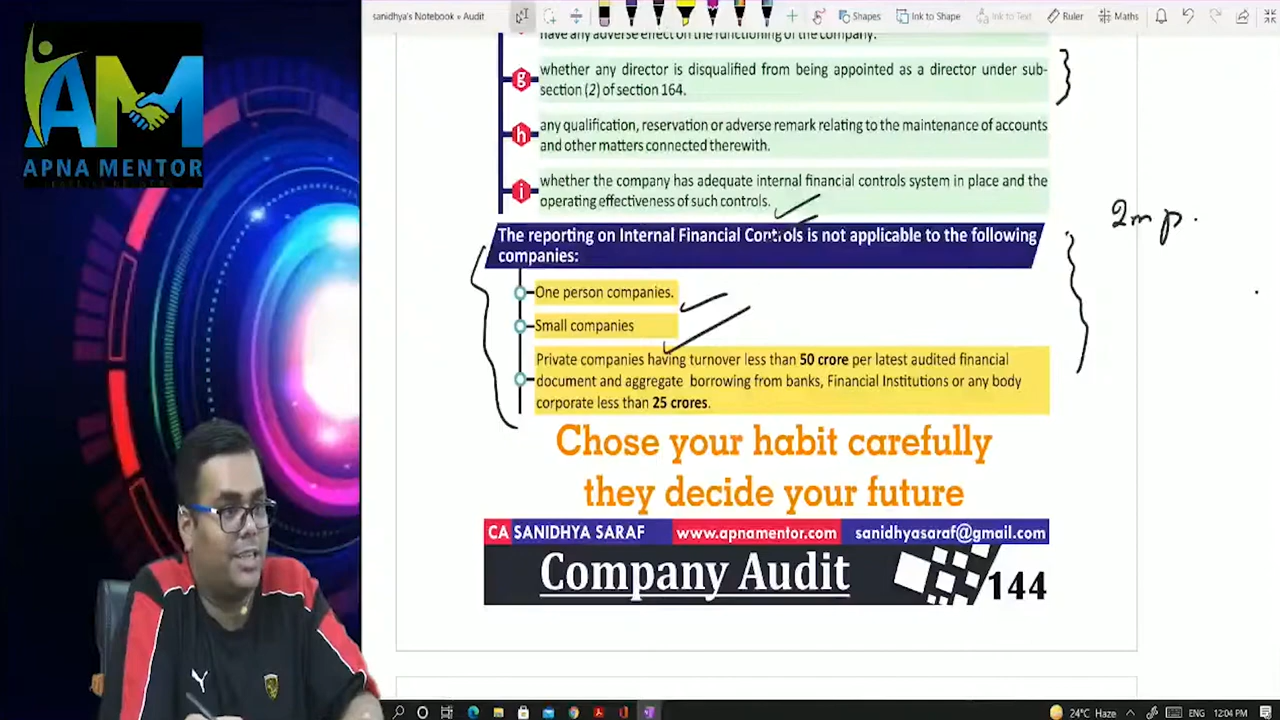 sanidhya's Notebook » Audit
Shapes
Ink to Shape
Ink to Text
Ruler
Maths
have any adverse effect on the functioning of the company.
g whether any director is disqualified from being appointed as a director under sub-
section (2) of section 164.
h any qualification, reservation or adverse remark relating to the maintenance of accounts
and other matters connected therewith.
i whether the company has adequate internal financial controls system in place and the
operating effectiveness of such controls.
The reporting on Internal Financial Controls is not applicable to the following
companies:
One person companies.
Small companies
Private companies having turnover less than 50 crore per latest audited financial
document and aggregate borrowing from banks, Financial Institutions or any body
corporate less than 25 crores.
2m p.
Chose your habit carefully
they decide your future
CA SANIDHYA SARAF www.apnamentor.com sanidhyasaraf@gmail.com
Company Audit 144
AM
APNA MENTOR
24°C Haze ENG 12:04 PM